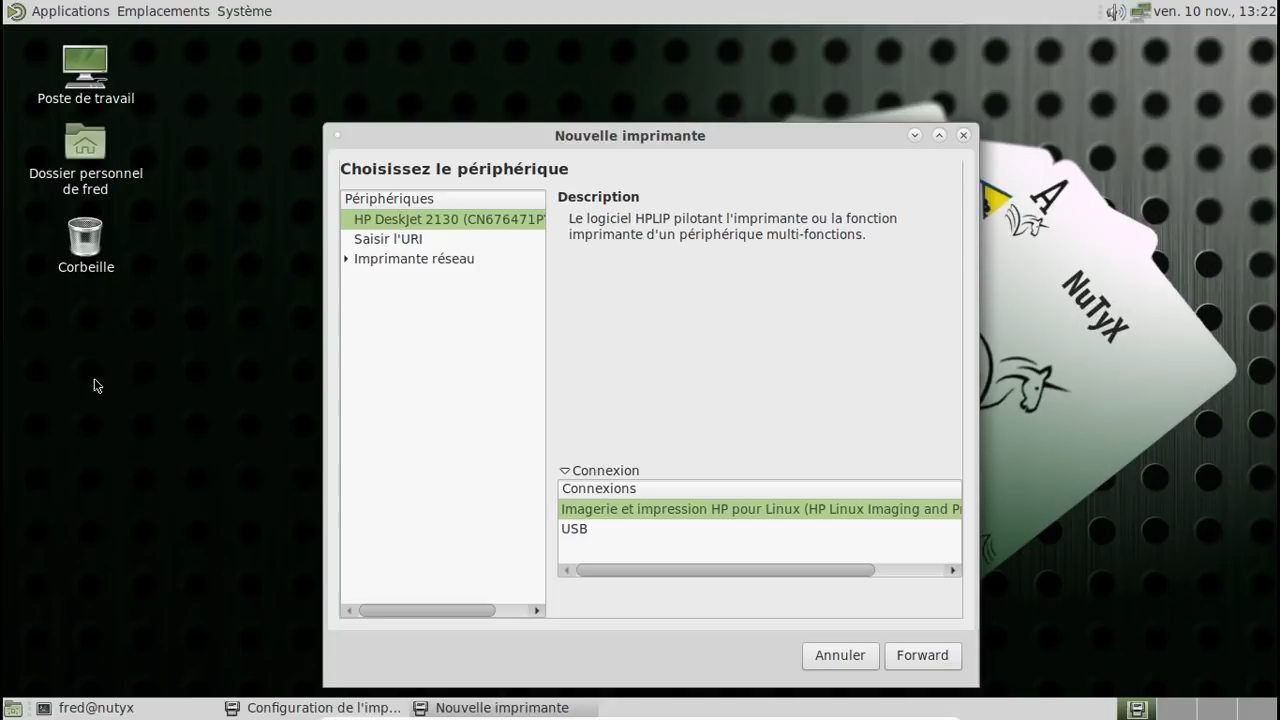 Applications Emplacements Système
ven. 10 nov., 13:22
Poste de travail
Dossier personnel
de fred
Corbeille
Nouvelle imprimante
Choisissez le périphérique
Périphériques
HP DeskJet 2130 (CN676471P
Saisir l'URI
Imprimante réseau
Description
Le logiciel HPLIP pilotant l'imprimante ou la fonction
imprimante d'un périphérique multi-fonctions.
Connexion
Connexions
Imagerie et impression HP pour Linux (HP Linux Imaging and P
USB
Annuler
Forward
A
NuTyX
fred@nutyx
Configuration de l'imp...
Nouvelle imprimante